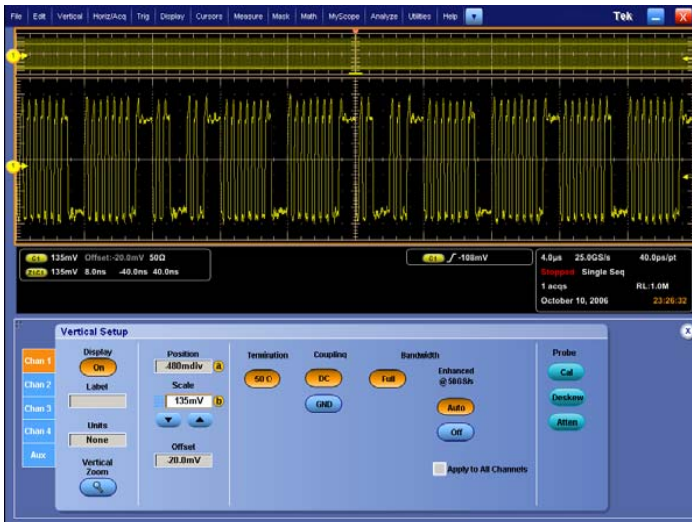 File Edit Vertical Horiz/Acq Trig Display Cursors Measure Mask Math MyScope Analyze Utilities Help Tek X
1
1
C1 135mV Offset:-20.0mV 50Ω
Z1C1 135mV 8.0ns -40.0ns 40.0ns
C1 -108mV
4.0µs 25.0GS/s 40.0ps/pt
Stopped Single Seq
1 acqs RL:1.0M
October 10, 2006 23:26:32
Vertical Setup
x
Chan 1
Chan 2
Chan 3
Chan 4
Aux
Display
On
Label
Units
None
Vertical
Zoom
Position
-480mdiv a
Scale
135mV b
Offset
-20.0mV
Termination
50 Ω
Coupling
DC
GND
Bandwidth
Full
Enhanced
@ 50GS/s
Auto
Off
Apply to All Channels
Probe
Cal
Deskew
Atten